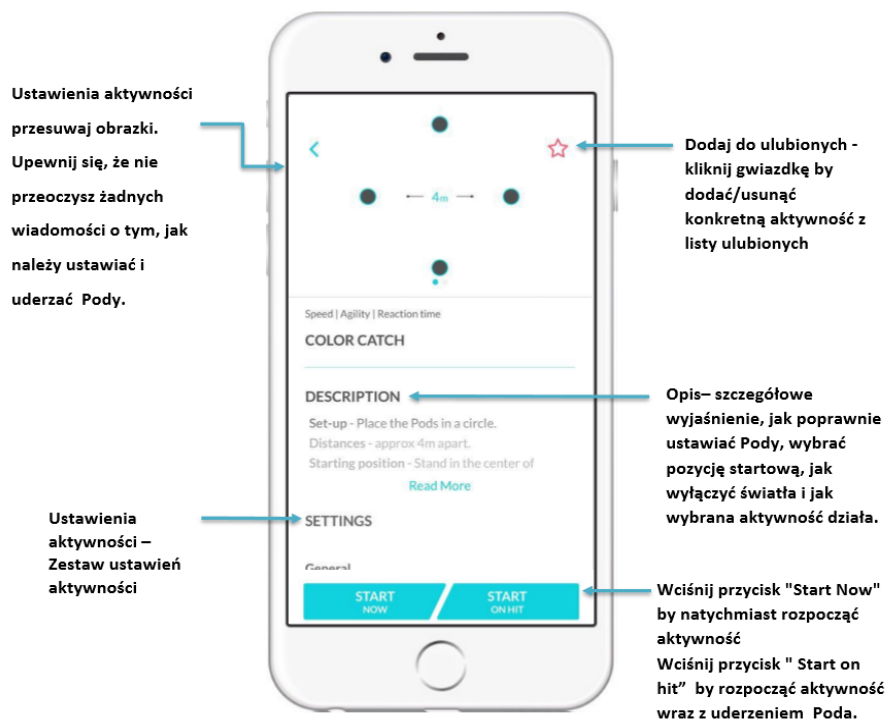 Ustawienia aktywności
przesuwaj obrazki.
Upewnij się, że nie
przeoczysz żadnych
wiadomości o tym, jak
należy ustawiać i
uderzać Pody.
4m
Dodaj do ulubionych -
kliknij gwiazdkę by
dodać/usunąć
konkretną aktywność z
listy ulubionych
Speed | Agility | Reaction time
COLOR CATCH
DESCRIPTION
Set-up - Place the Pods in a circle.
Distances - approx 4m apart.
Starting position - Stand in the center of
Read More
Opis– szczegółowe
wyjaśnienie, jak poprawnie
ustawiać Pody, wybrać
pozycję startową, jak
wyłączyć światła i jak
wybrana aktywność działa.
Ustawienia
aktywności –
Zestaw ustawień
aktywności
SETTINGS
General
START
NOW
START
ON HIT
Wciśnij przycisk "Start Now"
by natychmiast rozpocząć
aktywność
Wciśnij przycisk " Start on
hit” by rozpocząć aktywność
wraz z uderzeniem Poda.